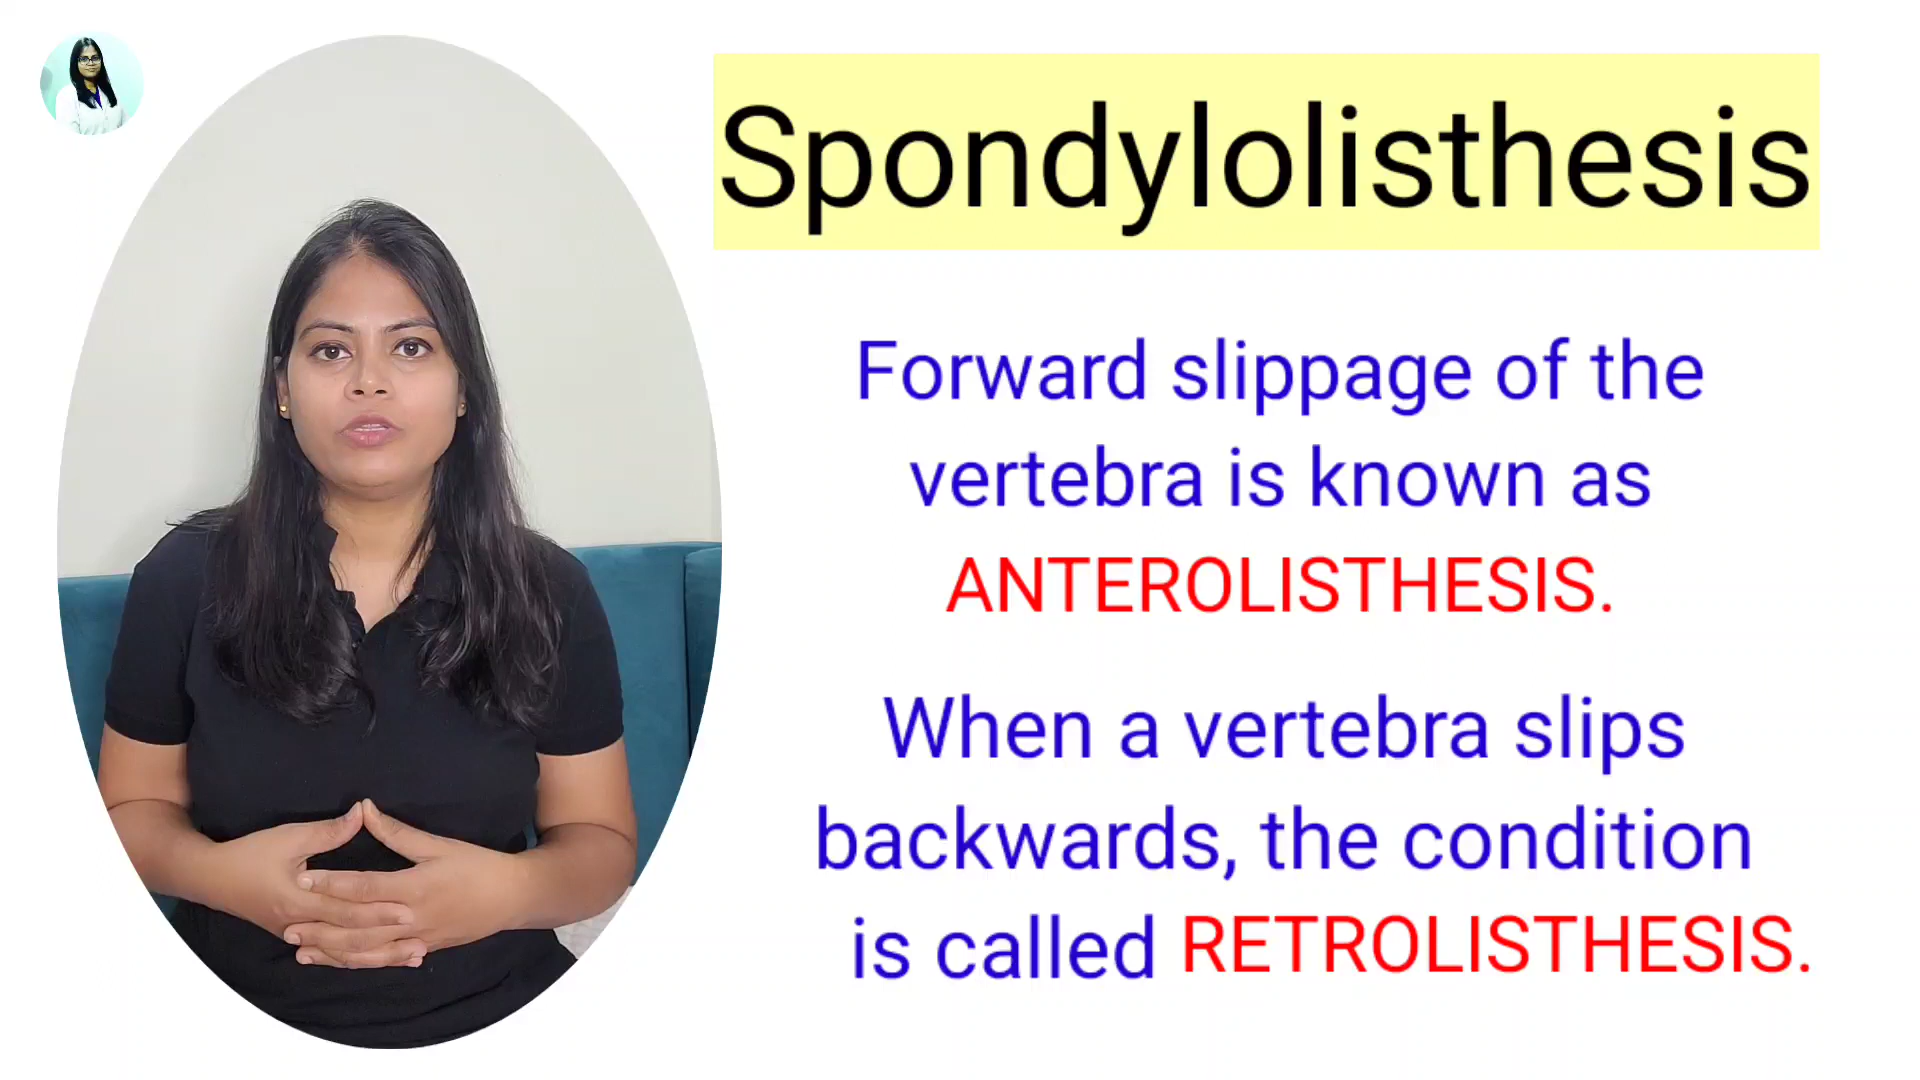 Spondylolisthesis
Forward slippage of the
vertebra is known as
ANTEROLISTHESIS.
When a vertebra slips
backwards, the condition
is called RETROLISTHESIS.